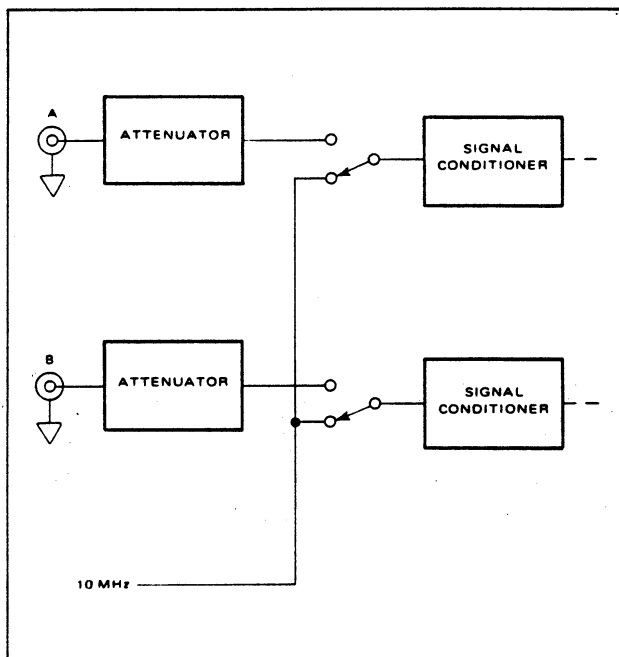 A
ATTENUATOR
SIGNAL
CONDITIONER
B
ATTENUATOR
SIGNAL
CONDITIONER
10 MHz